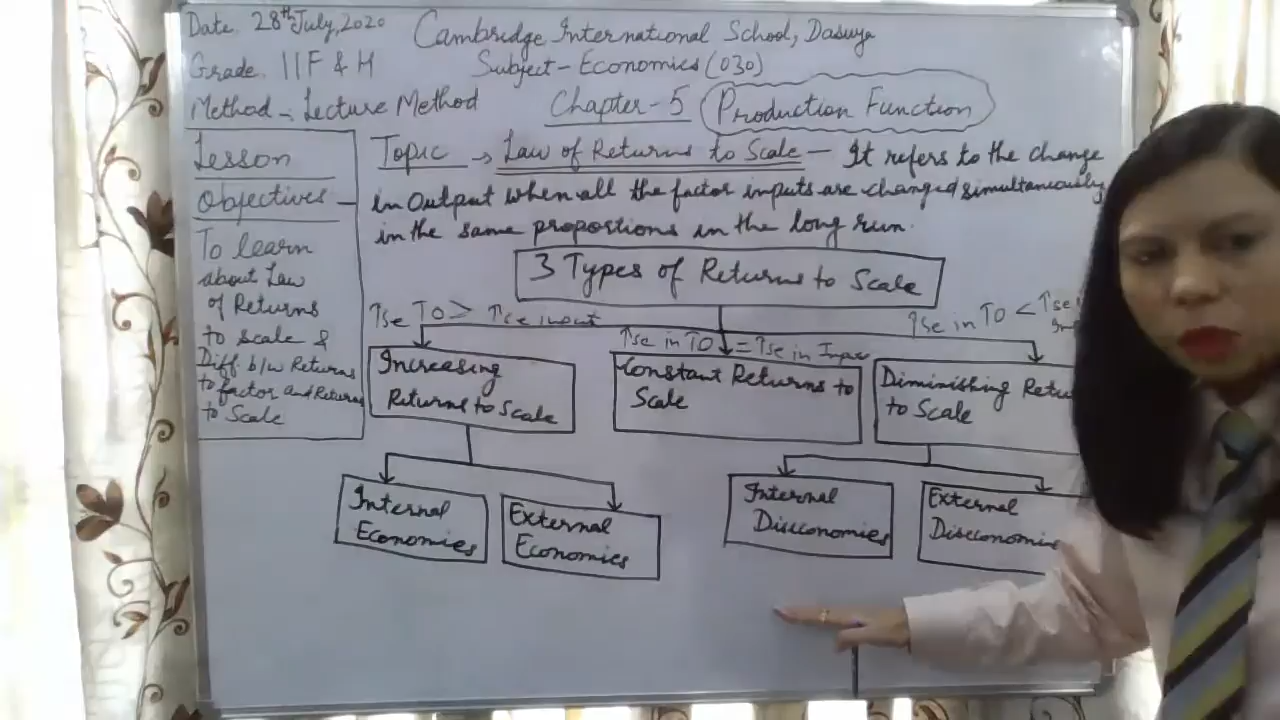 Date. 28th July, 2020
Cambridge International School, Dasuya
Grade. 11F & H
Subject - Economics (030)
Method - Lecture Method
Chapter - 5
Production Function
Lesson
Objectives -
To learn
about Law
of Returns
to scale &
Diff b/w Returns
to factor and Returns
to Scale
Topic → Law of Returns to Scale - It refers to the change
in Output when all the factor inputs are changed simultaneously
in the same proportions in the long run.
3 Types of Returns to Scale
↑se TO > ↑se input
↑se in TO = ↑se in
↑se in TO < ↑se
Increasing
Returns to Scale
Constant Returns to
Scale
Diminishing
to Scale
Internal
Economies
External
Economies
Internal
Diseconomies
External